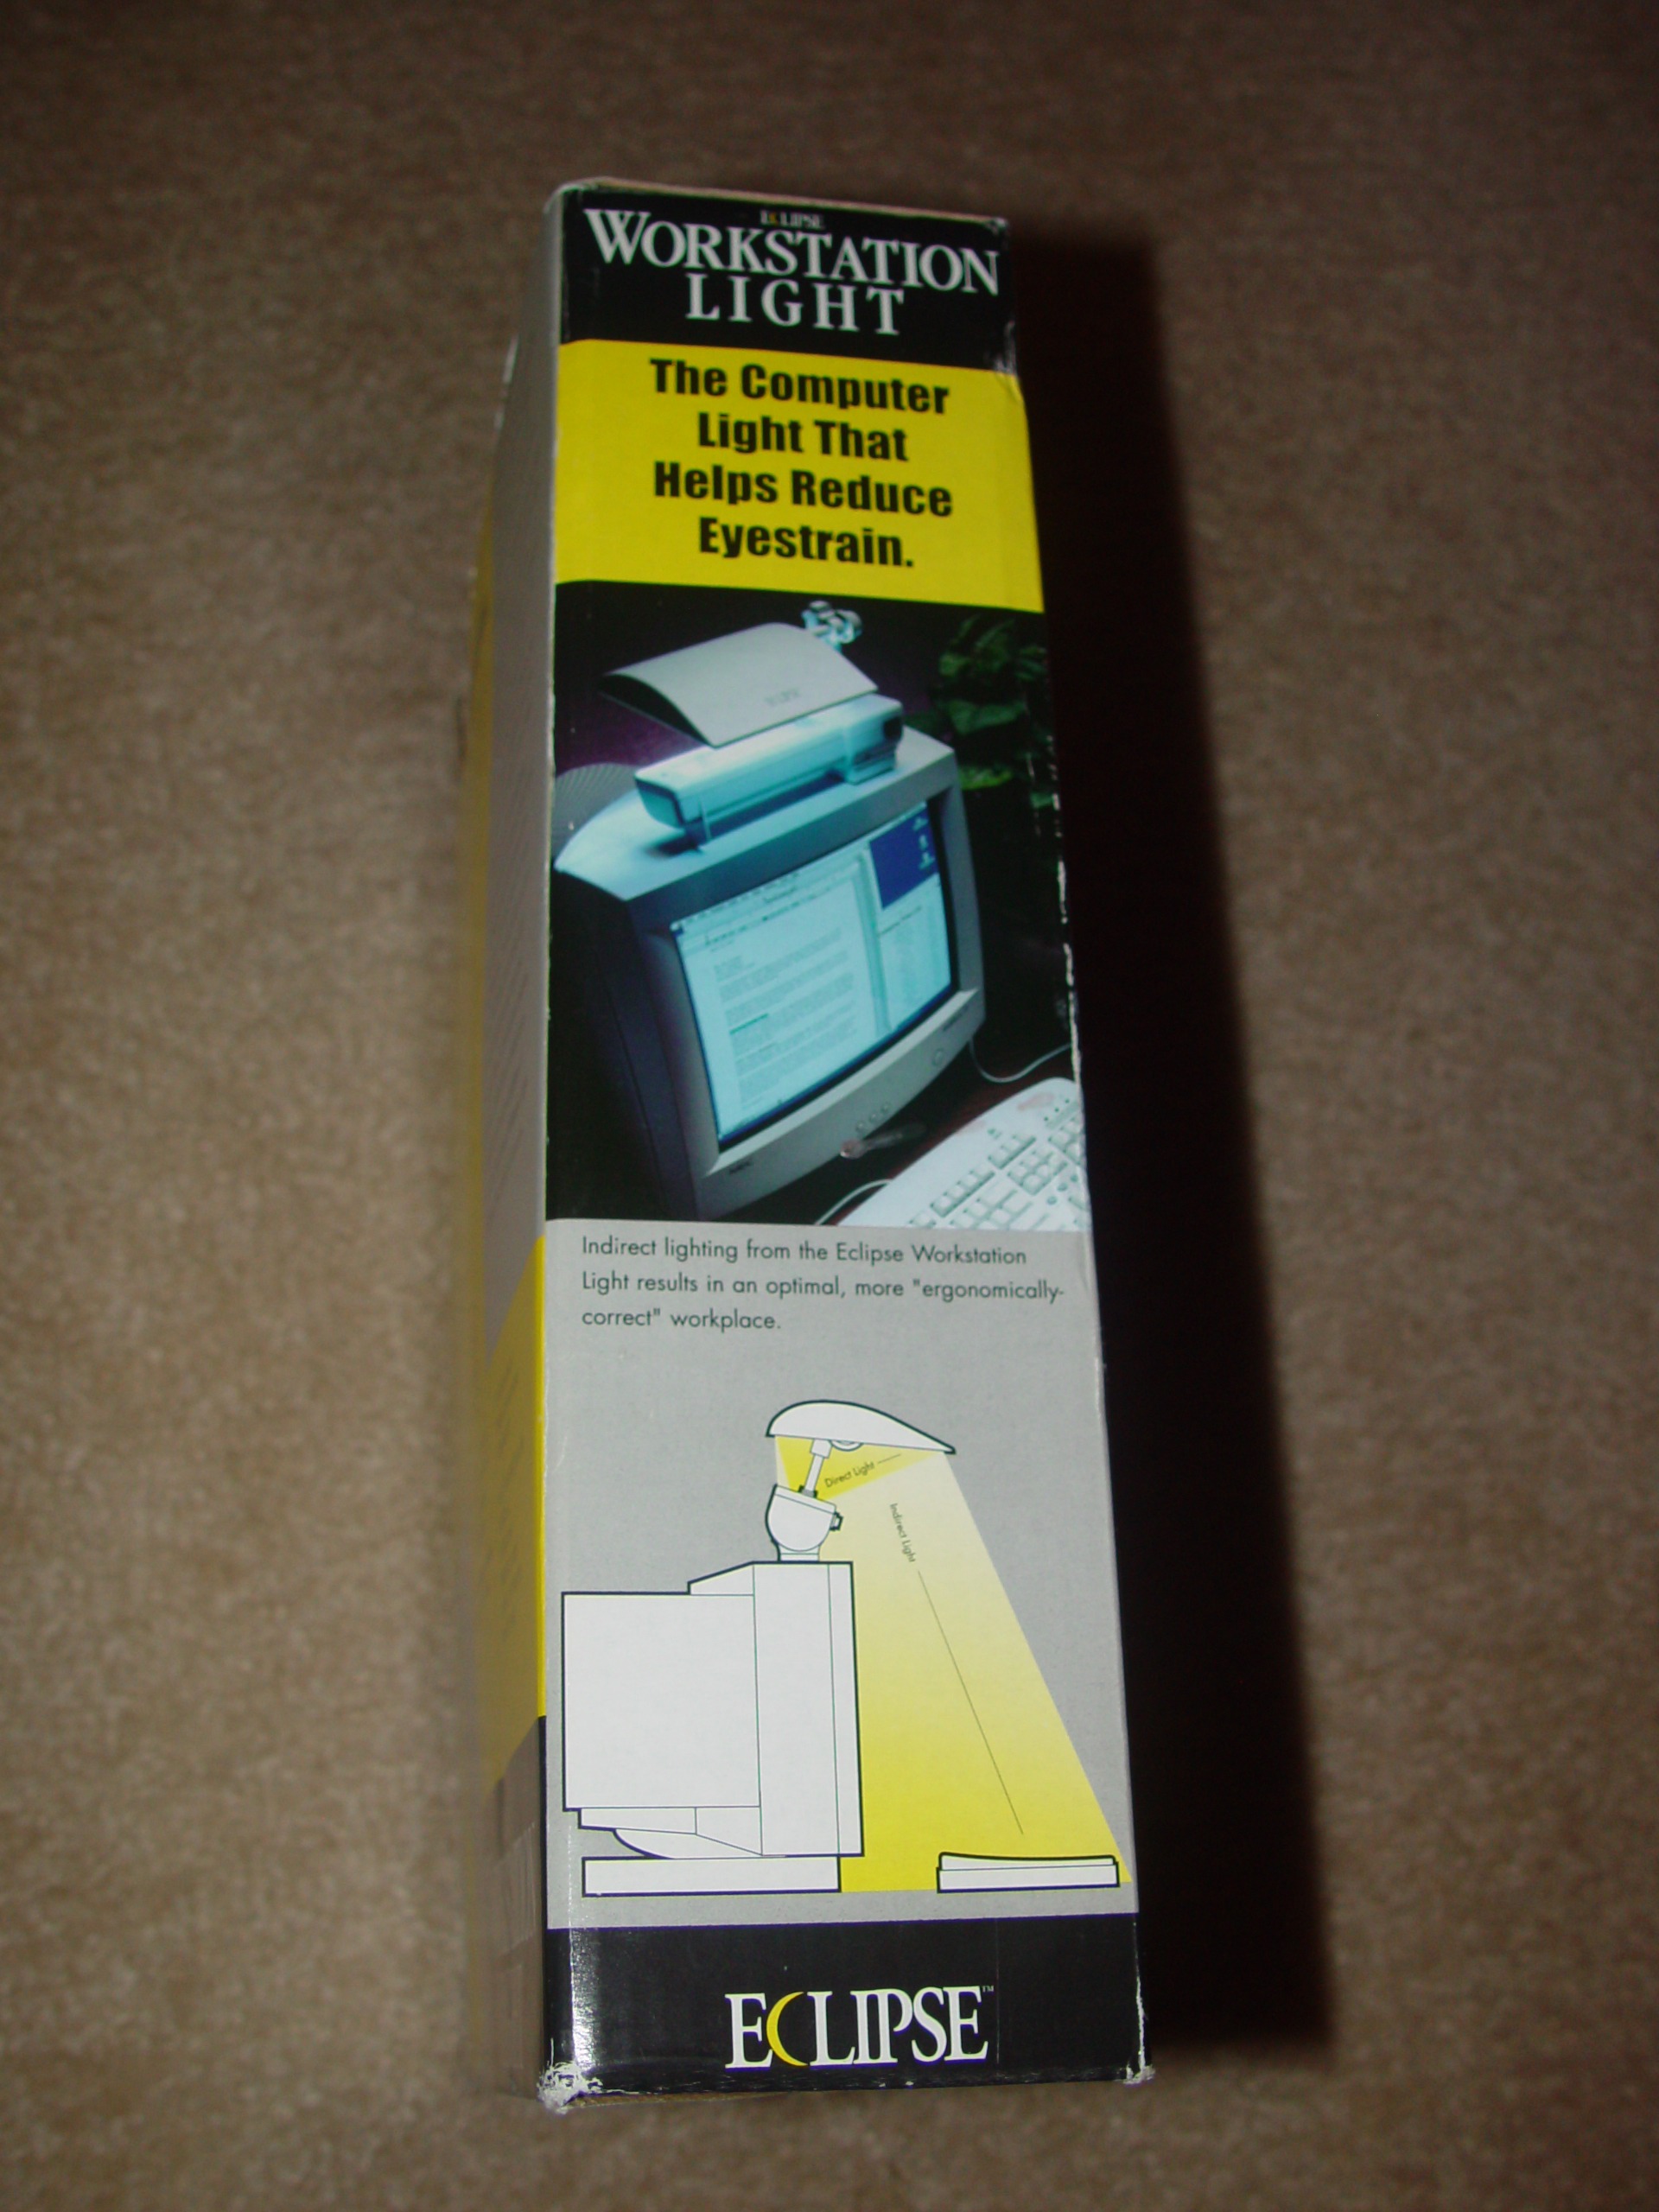 ECLIPSE
WORKSTATION
LIGHT
The Computer
Light That
Helps Reduce
Eyestrain.
ECLIPSE
Indirect lighting from the Eclipse Workstation
Light results in an optimal, more "ergonomically-
correct" workplace.
Direct Light
Indirect Light
ECLIPSE™